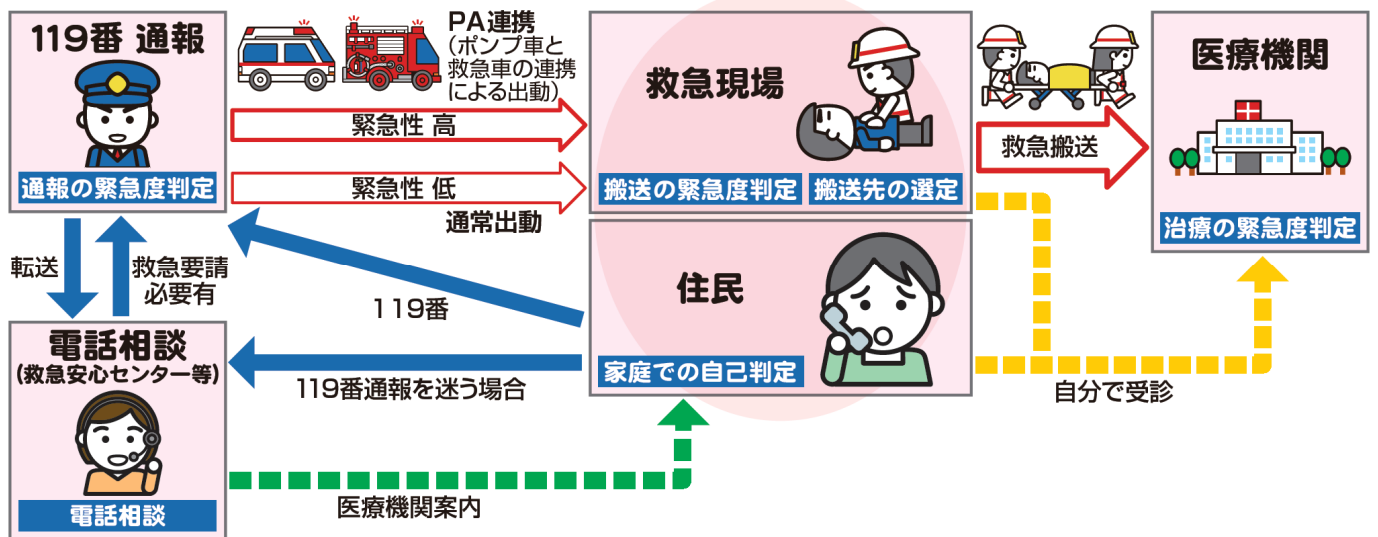 119番 通報
通報の緊急度判定
PA連携
(ポンプ車と
救急車の連携
による出動)
緊急性 高
緊急性 低
通常出動
救急現場
搬送の緊急度判定
搬送先の選定
救急搬送
医療機関
治療の緊急度判定
転送
救急要請
必要有
119番
住民
家庭での自己判定
電話相談
(救急安心センター等)
119番通報を迷う場合
自分で受診
電話相談
医療機関案内